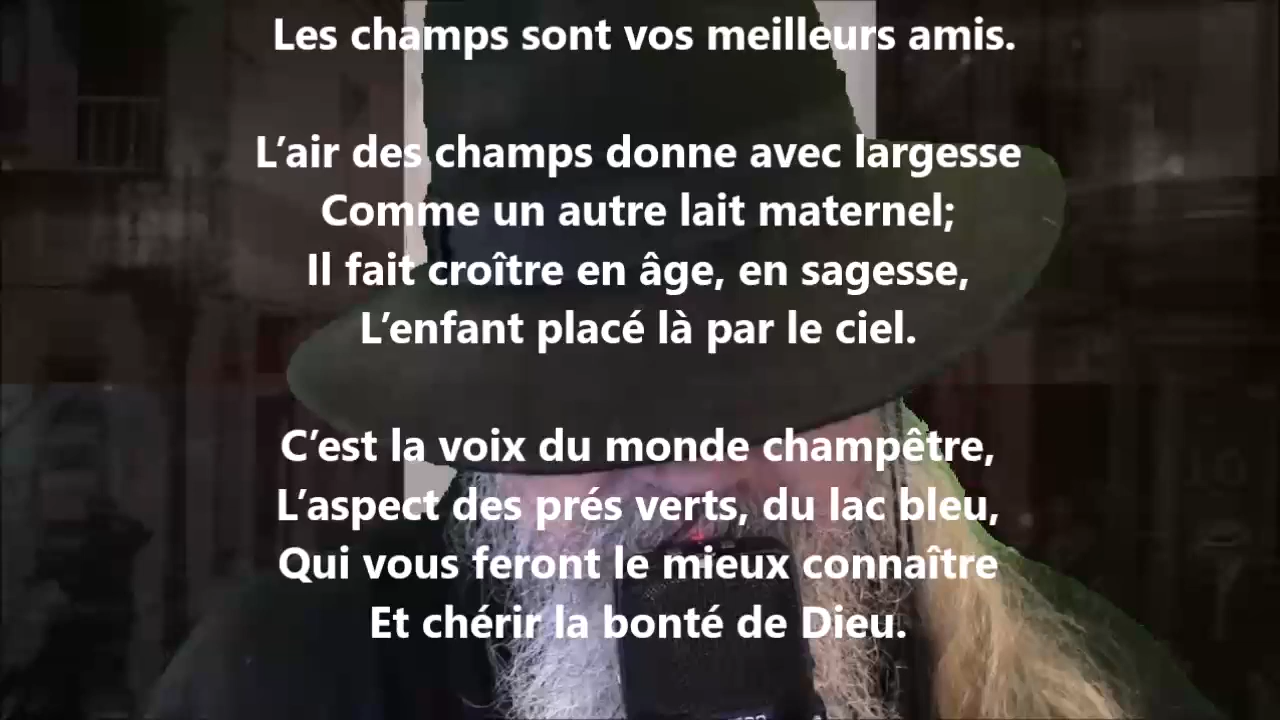 Les champs sont vos meilleurs amis.
L’air des champs donne avec largesse
Comme un autre lait maternel;
Il fait croître en âge, en sagesse,
L’enfant placé là par le ciel.
C’est la voix du monde champêtre,
L’aspect des prés verts, du lac bleu,
Qui vous feront le mieux connaître
Et chérir la bonté de Dieu.